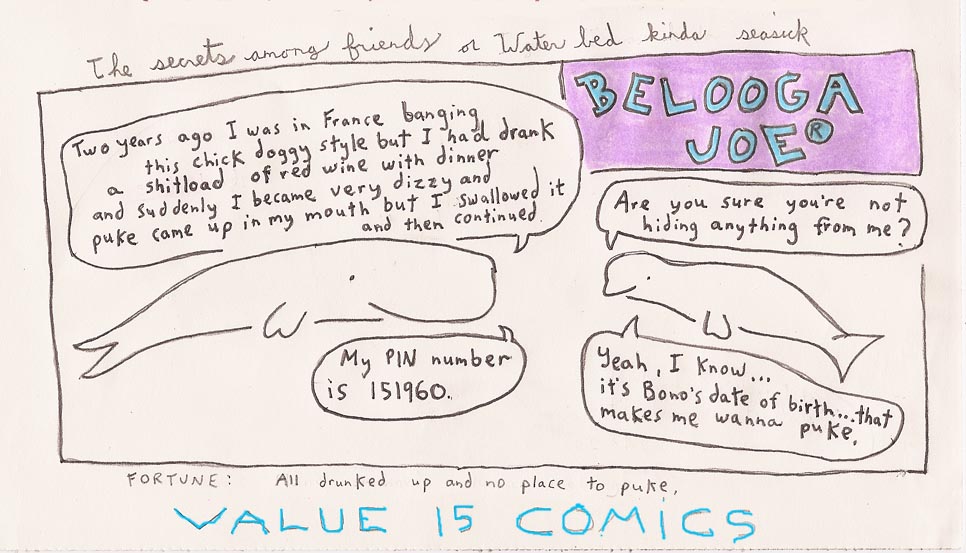 The secrets among friends or Water bed kinda seasick
BELOOGA
JOE®
Two years ago I was in France banging
this chick doggy style but I had drank
a shitload of red wine with dinner
and suddenly I became very dizzy and
puke came up in my mouth but I swallowed it
and then continued.
Are you sure you're not
hiding anything from me?
My PIN number
is 151960.
Yeah, I know...
it's Bono's date of birth...that
makes me wanna puke.
FORTUNE: All drunked up and no place to puke.
VALUE 15 COMICS